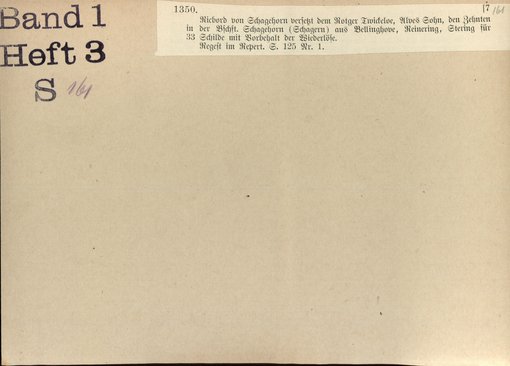 Band 1
Heft 3
S 161
1350.
17 161
Riebord von Schagehorn versetzt dem Rotger Twickeloe, Alves Sohn, den Zehnten
in der Bschft. Schagehorn (Schagern) aus Bellinghove, Reinering, Stering für
33 Schilde mit Vorbehalt der Wiederlöse.
Regest im Repert. S. 125 Nr. 1.